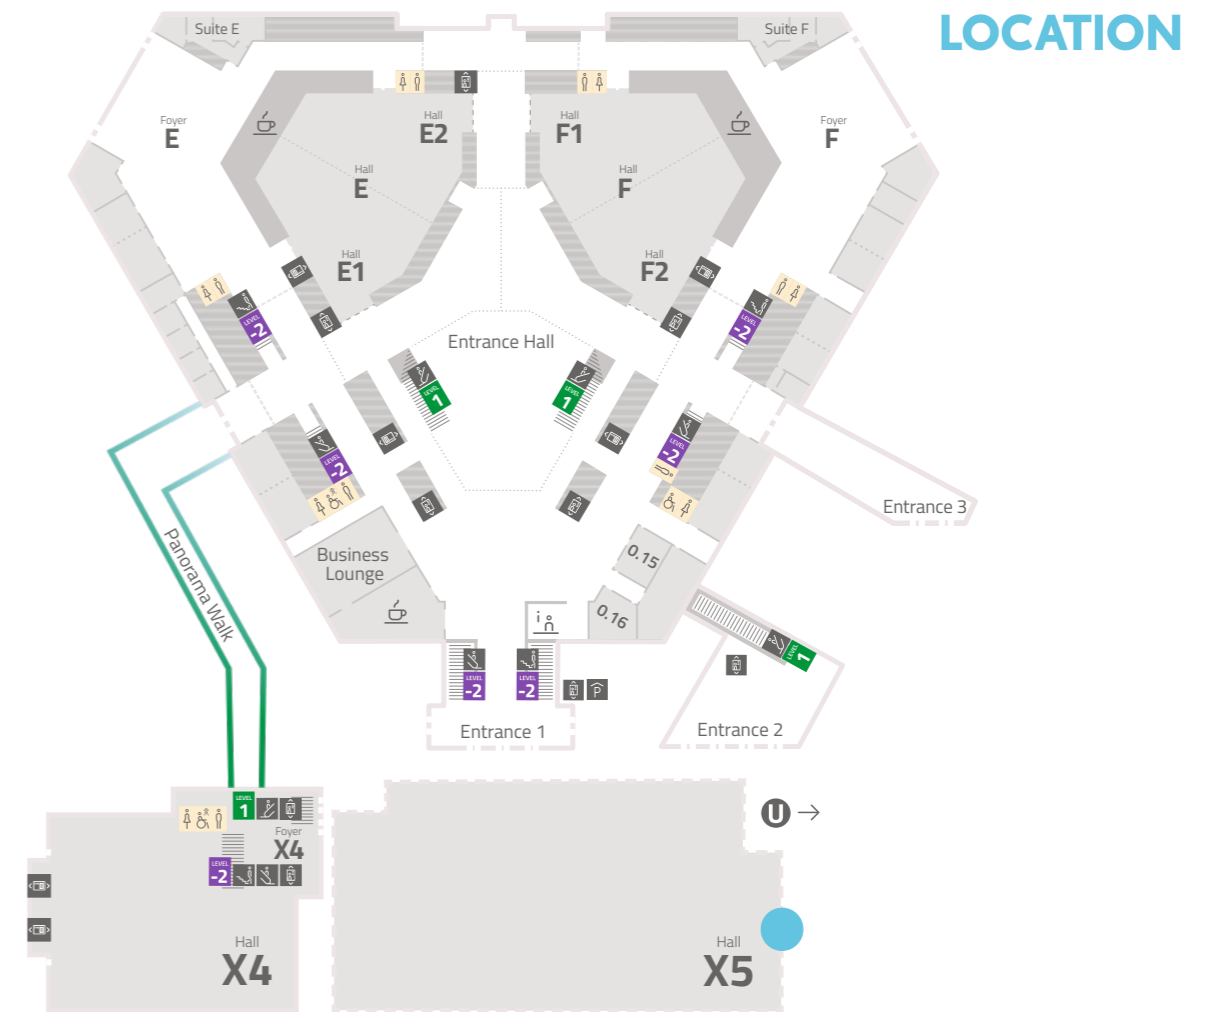 LOCATION
Suite E
Suite F
Foyer
E
Hall
E2
Hall
F1
Foyer
F
Hall
E
Hall
F
Hall
E1
Hall
F2
LEVEL
-2
LEVEL
-2
Entrance Hall
LEVEL
1
LEVEL
1
LEVEL
-2
LEVEL
-2
Entrance 3
Panorama Walk
Business
Lounge
0.15
0.16
i
LEVEL
1
LEVEL
-2
LEVEL
-2
P
Entrance 1
Entrance 2
LEVEL
1
U
Foyer
X4
LEVEL
-2
Hall
X4
Hall
X5